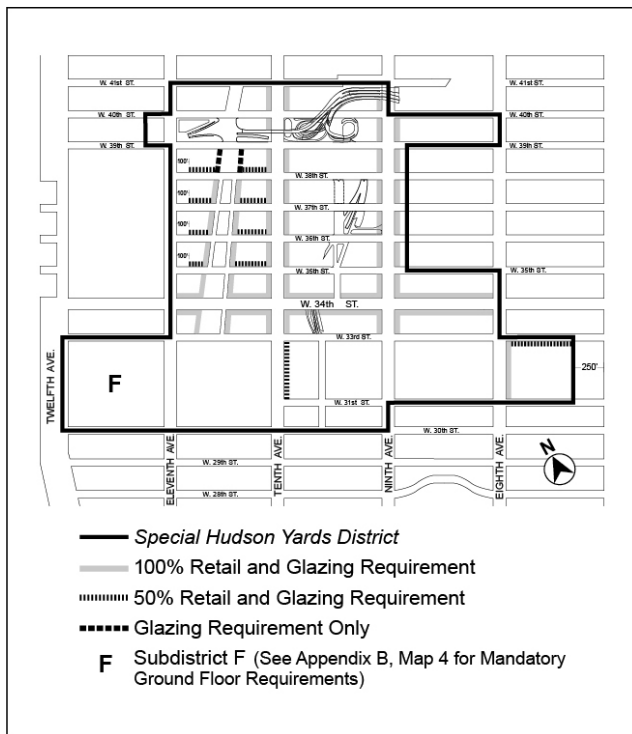 W. 41st ST.
W. 41st ST.
W. 40th ST.
W. 40th ST.
W. 39th ST.
W. 39th ST.
100'
W. 38th ST.
100'
W. 37th ST.
100'
W. 36th ST.
100'
W. 35th ST.
W. 35th ST.
W. 34th ST.
W. 33rd ST.
TWELFTH AVE.
F
250'
W. 31st ST.
W. 30th ST.
ELEVENTH AVE.
TENTH AVE.
NINTH AVE.
EIGHTH AVE.
N
W. 29th ST.
W. 28th ST.
Special Hudson Yards District
100% Retail and Glazing Requirement
50% Retail and Glazing Requirement
Glazing Requirement Only
F Subdistrict F (See Appendix B, Map 4 for Mandatory
Ground Floor Requirements)